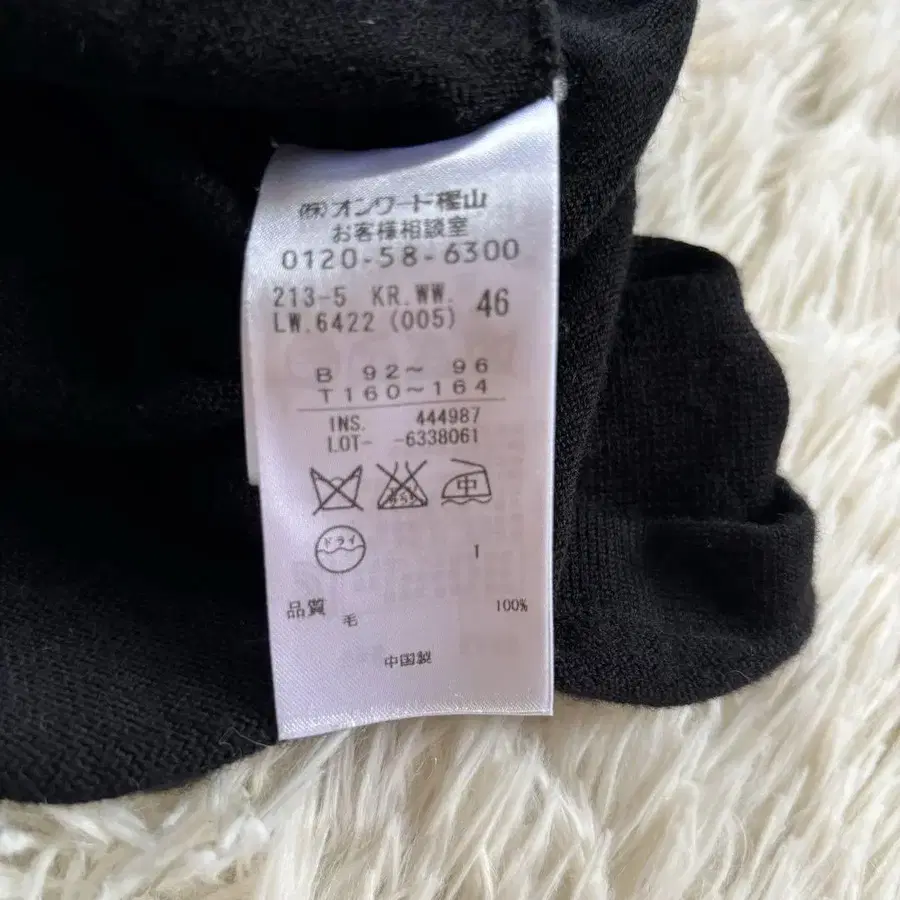 ㈱オンワード樫山
お客様相談室
0120-58-6300
213-5 KR.WW. 46
LW.6422 (005)
B 92〜 96
T160〜164
INS. 444987
LOT- -6338061
中
ドライ
1
品質 毛 100%
中国製